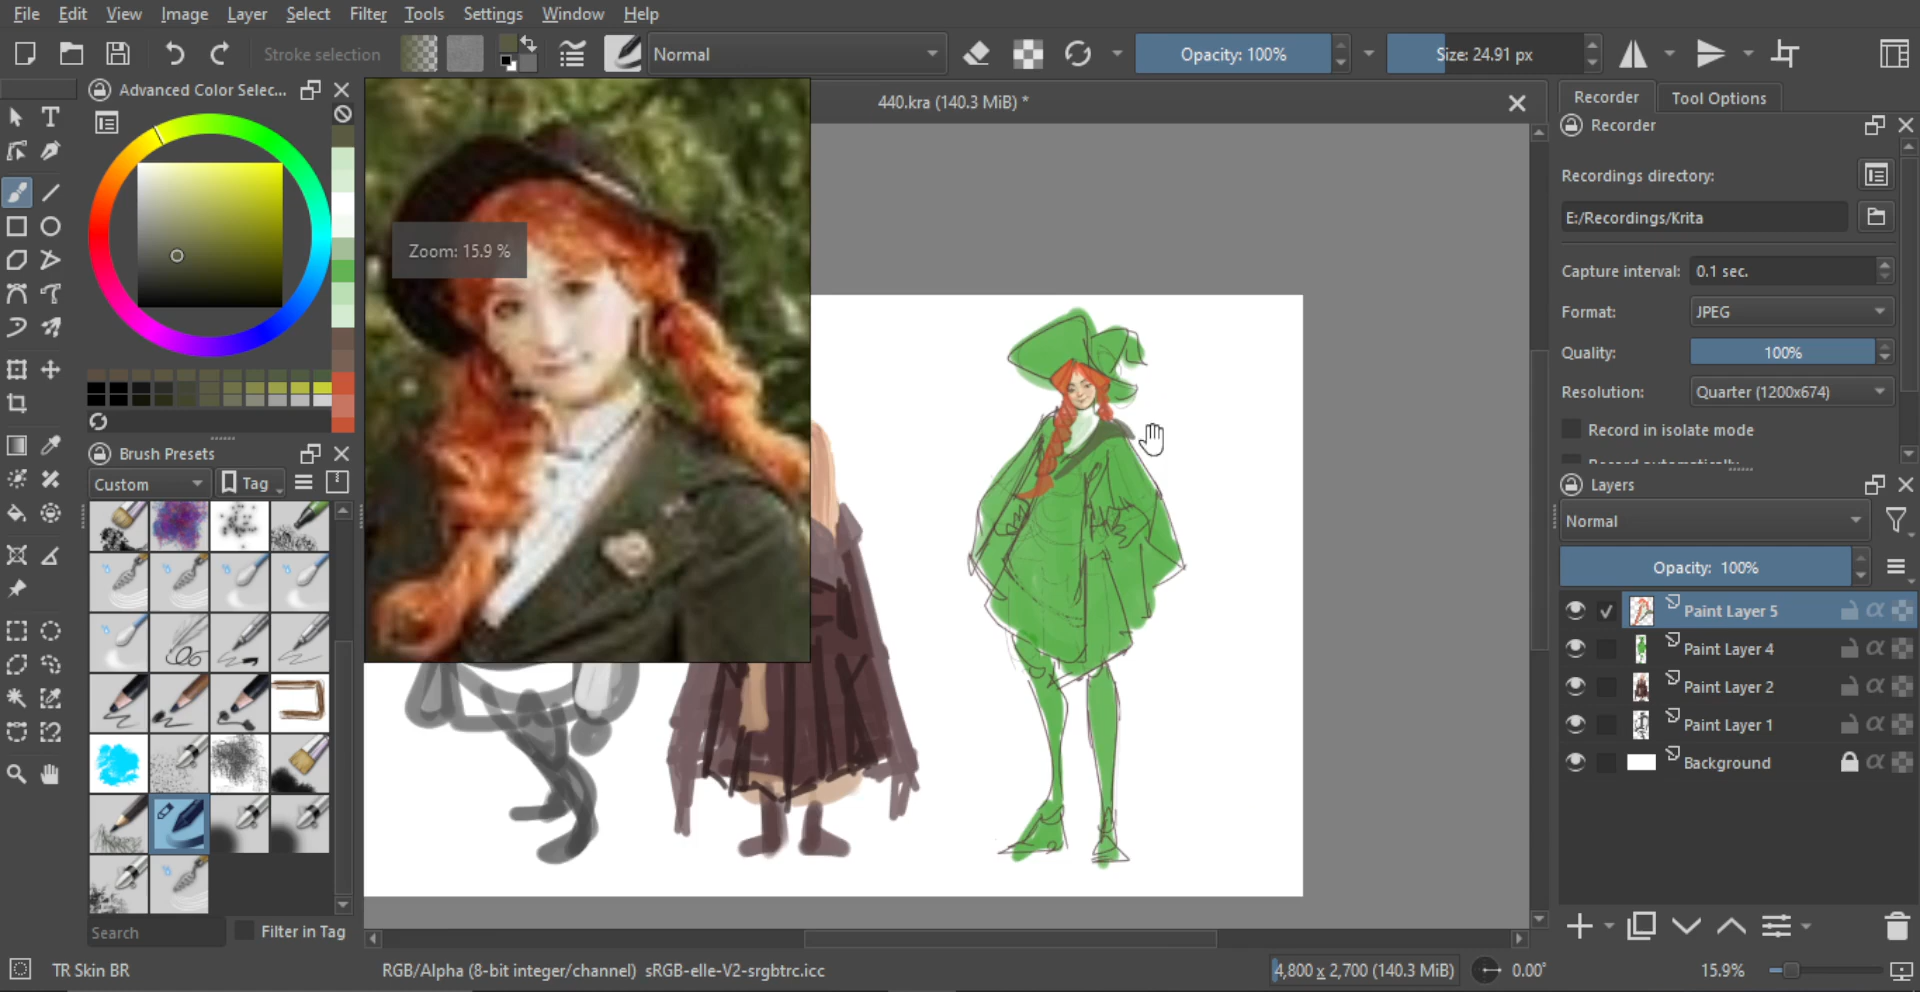 File Edit View Image Layer Select Filter Tools Settings Window Help
Stroke selection Normal Opacity: 100% Size: 24.91 px
Advanced Color Selec...
440.kra (140.3 MiB) *
Recorder Tool Options
Recorder
Recordings directory:
E:/Recordings/Krita
Zoom: 15.9 %
Capture interval: 0.1 sec.
Format: JPEG
Quality: 100%
Resolution: Quarter (1200x674)
Record in isolate mode
Brush Presets
Custom Tag
Layers
Normal
Opacity: 100%
Paint Layer 5
Paint Layer 4
Paint Layer 2
Paint Layer 1
Background
Search Filter in Tag
TR Skin BR RGB/Alpha (8-bit integer/channel) sRGB-elle-V2-srgbtrc.icc 4,800 x 2,700 (140.3 MiB) 0.00° 15.9%